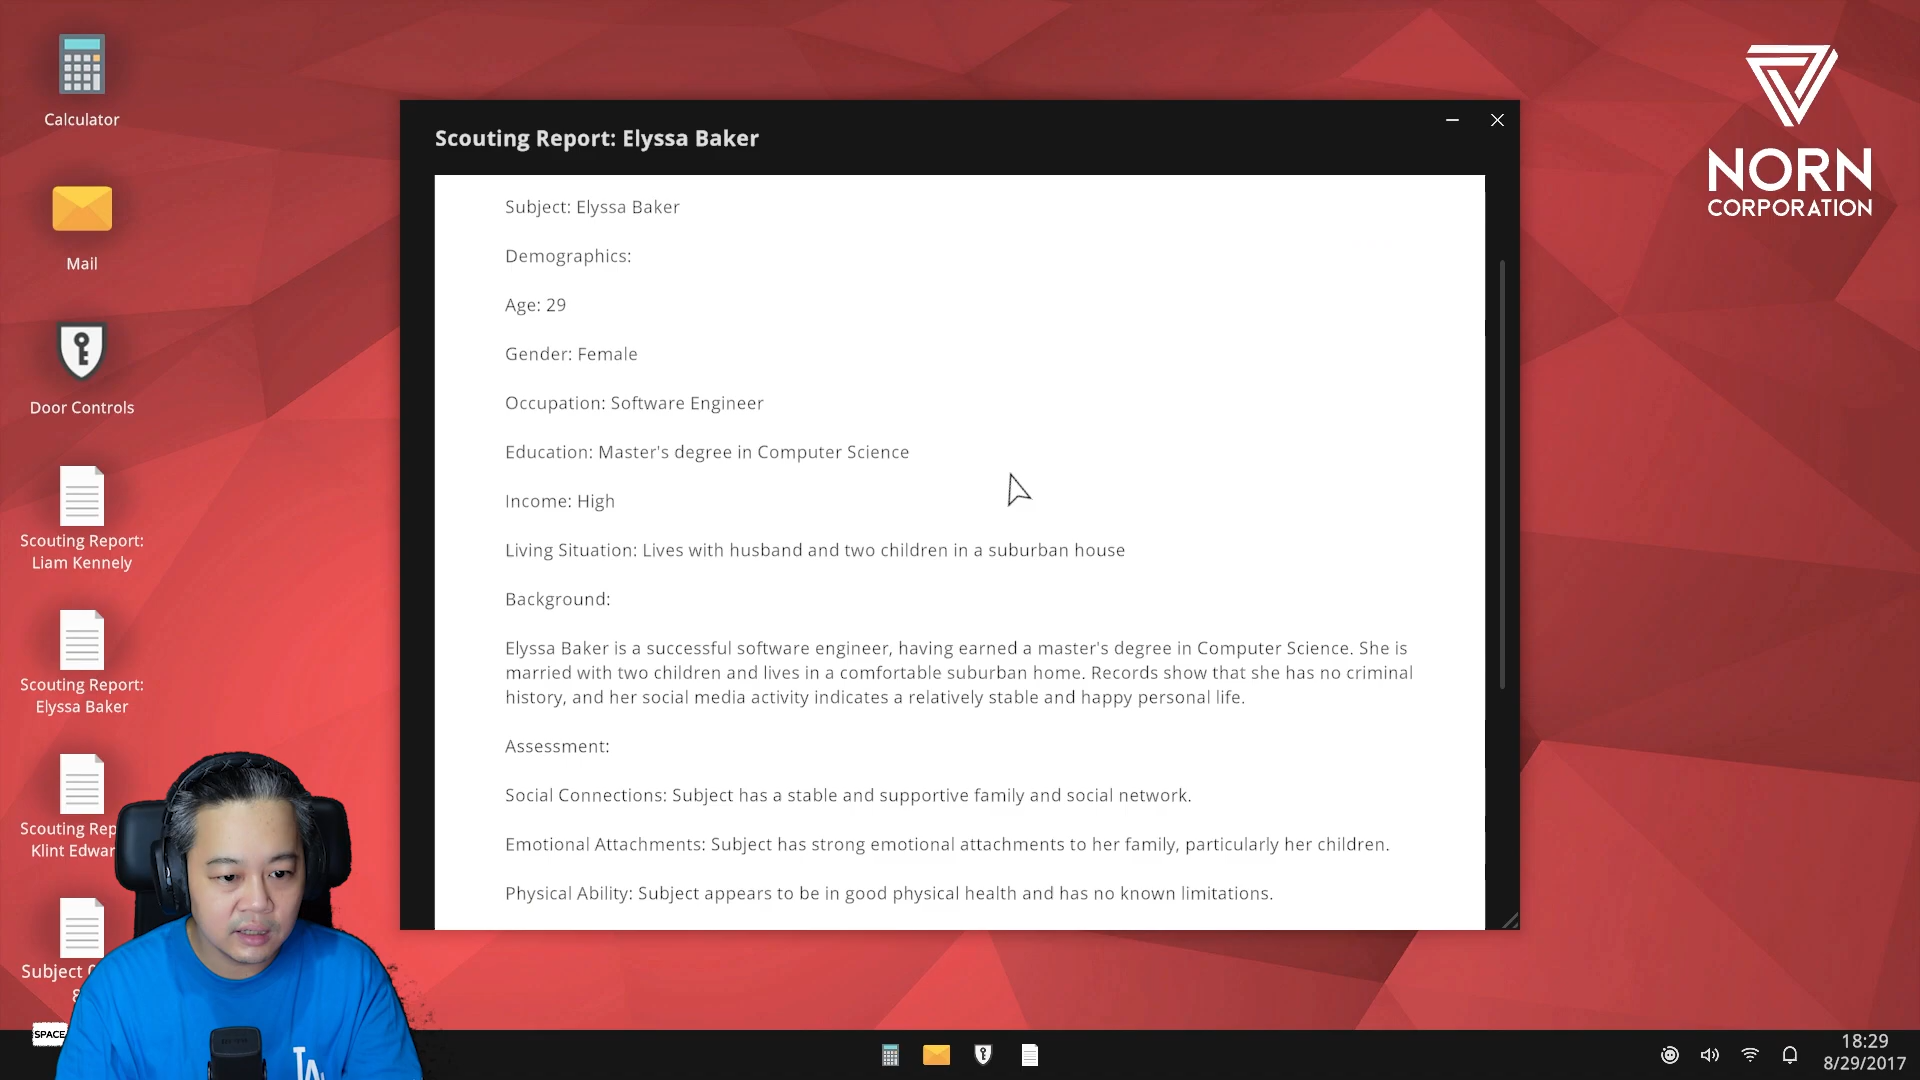 Calculator
Mail
Door Controls
Scouting Report:
Liam Kennely
Scouting Report:
Elyssa Baker
Scouting Rep
Klint Edwar
Subject
SPACE
Scouting Report: Elyssa Baker
Subject: Elyssa Baker
Demographics:
Age: 29
Gender: Female
Occupation: Software Engineer
Education: Master's degree in Computer Science
Income: High
Living Situation: Lives with husband and two children in a suburban house
Background:
Elyssa Baker is a successful software engineer, having earned a master's degree in Computer Science. She is
married with two children and lives in a comfortable suburban home. Records show that she has no criminal
history, and her social media activity indicates a relatively stable and happy personal life.
Assessment:
Social Connections: Subject has a stable and supportive family and social network.
Emotional Attachments: Subject has strong emotional attachments to her family, particularly her children.
Physical Ability: Subject appears to be in good physical health and has no known limitations.
NORN
CORPORATION
LA
18:29
8/29/2017